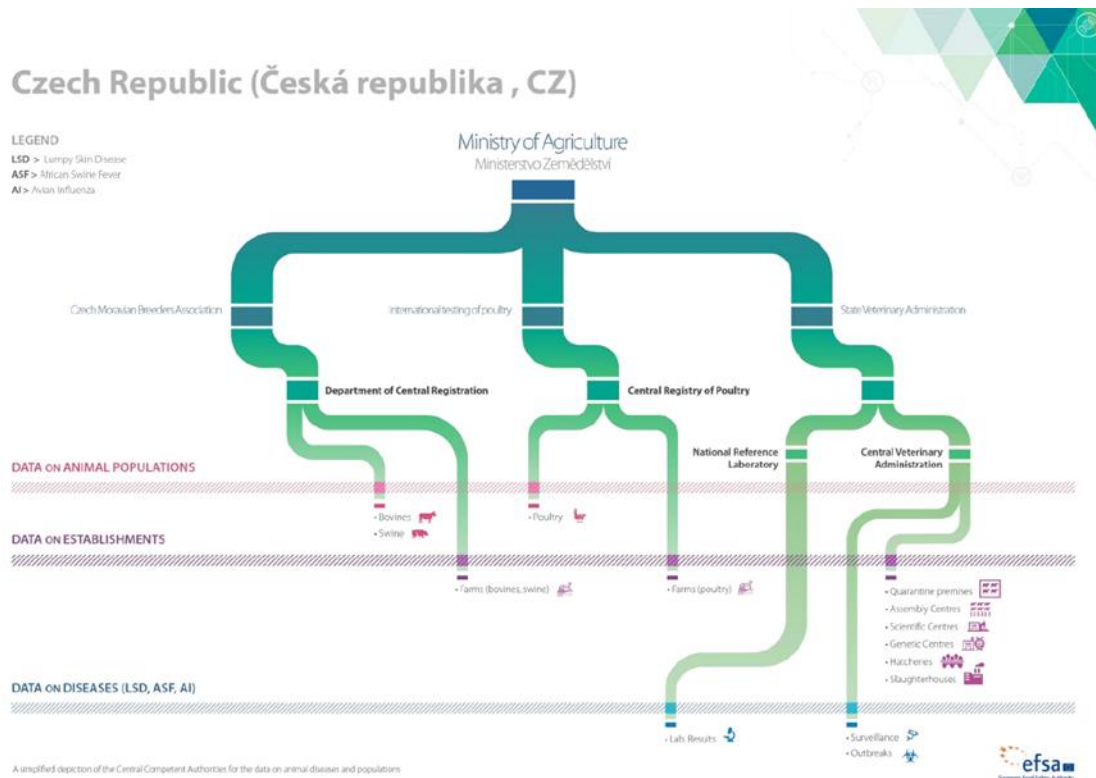 Czech Republic (Česká republika , CZ)
LEGEND
LSD > Lumpy Skin Disease
ASF > African Swine Fever
AI > Avian Influenza
Ministry of Agriculture
Ministerstvo Zemědělství
Czech Moravian Breeders Association
International testing of poultry
State Veterinary Administration
Department of Central Registration
Central Registry of Poultry
National Reference
Laboratory
Central Veterinary
Administration
DATA ON ANIMAL POPULATIONS
• Bovines
• Swine
• Poultry
DATA ON ESTABLISHMENTS
• Farms (bovines, swine)
• Farms (poultry)
• Quarantine premises
• Assembly Centres
• Scientific Centres
• Genetic Centres
• Hatcheries
• Slaughterhouses
DATA ON DISEASES (LSD, ASF, AI)
• Lab. Results
• Surveillance
• Outbreaks
A simplified depiction of the Central Competent Authorities for the data on animal diseases and populations
efsa
European Food Safety Authority